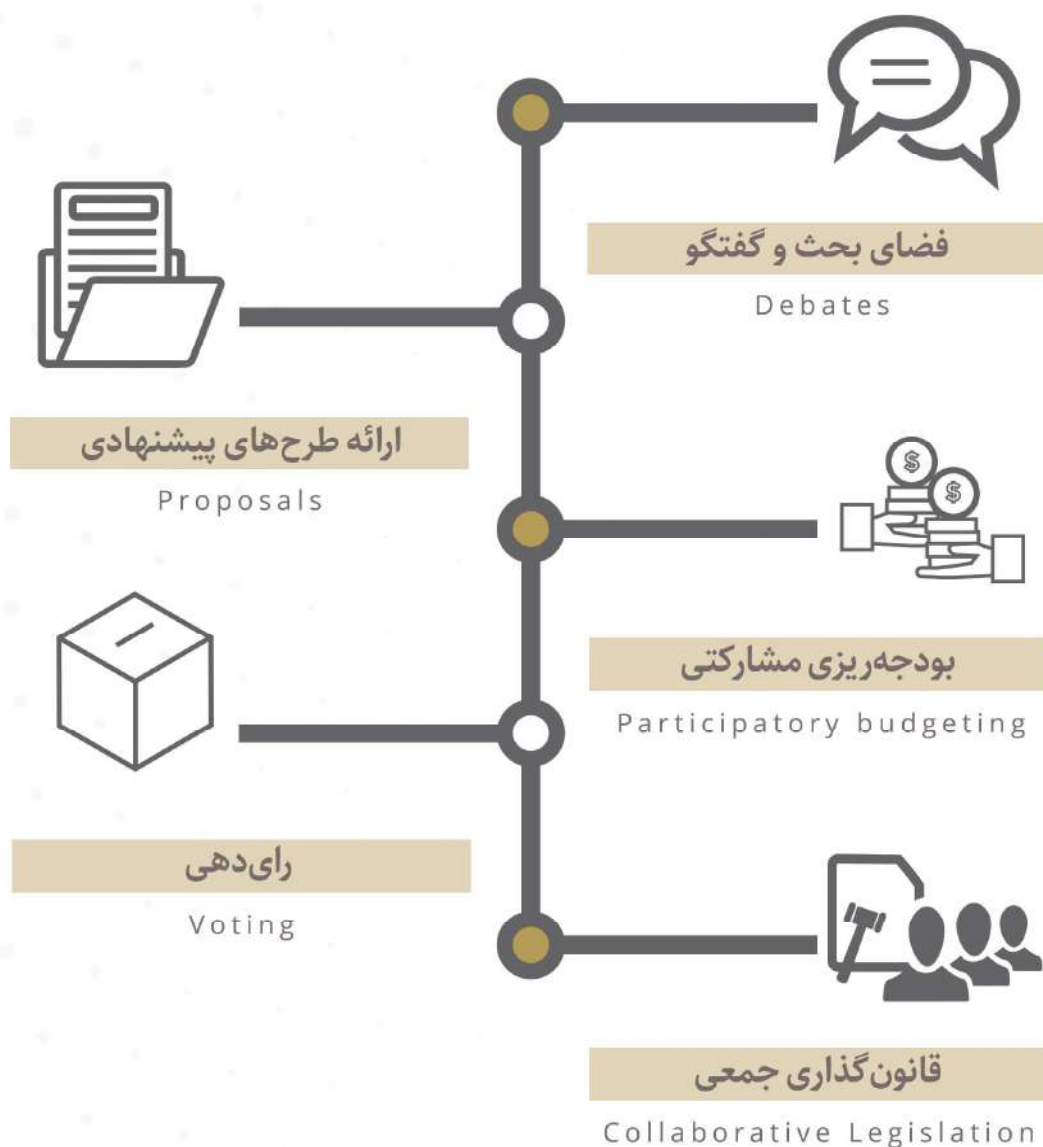 فضای بحث و گفتگو
Debates
ارائه طرح‌های پیشنهادی
Proposals
بودجه‌ریزی مشارکتی
Participatory budgeting
رای‌دهی
Voting
قانون‌گذاری جمعی
Collaborative Legislation